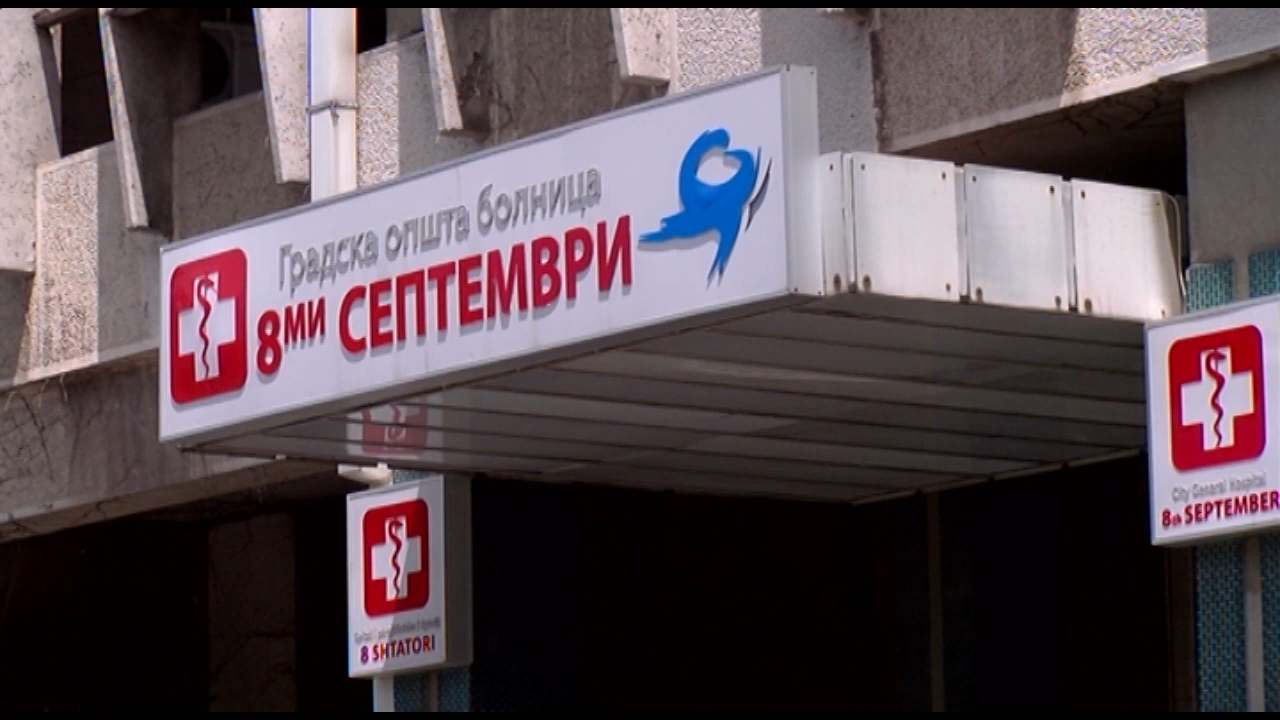 Градска општа болница
8МИ СЕПТЕМВРИ
8 SHTATORI
City General Hospital
8th SEPTEMBER